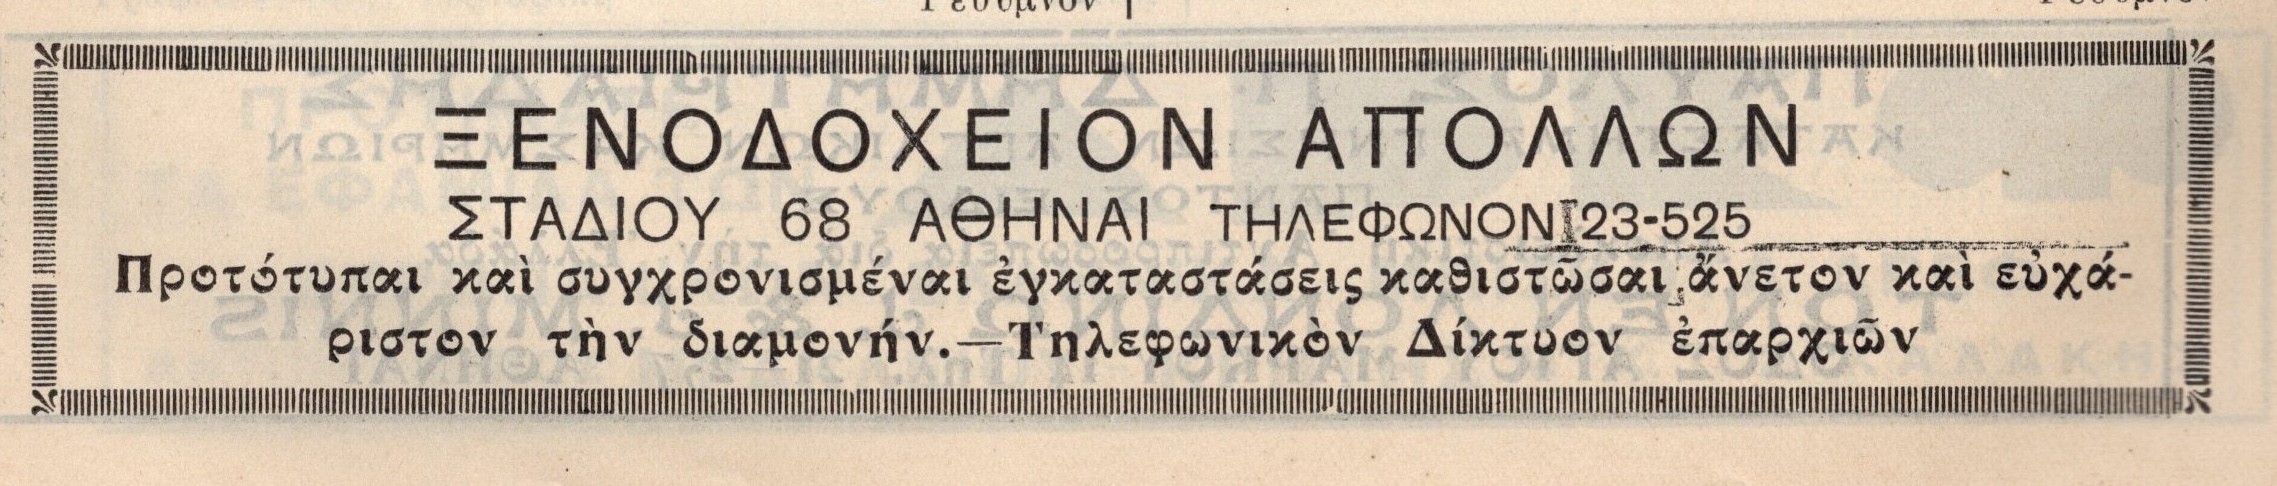 ΞΕΝΟΔΟΧΕΙΟΝ ΑΠΟΛΛΩΝ
ΣΤΑΔΙΟΥ 68 ΑΘΗΝΑΙ ΤΗΛΕΦΩΝΟΝ 23-525
Προτότυπαι καὶ συγχρονισμέναι ἐγκαταστάσεις καθιστῶσαι ἄνετον καὶ εὐχά-
ριστον τὴν διαμονήν.—Τηλεφωνικὸν Δίκτυον ἐπαρχιῶν